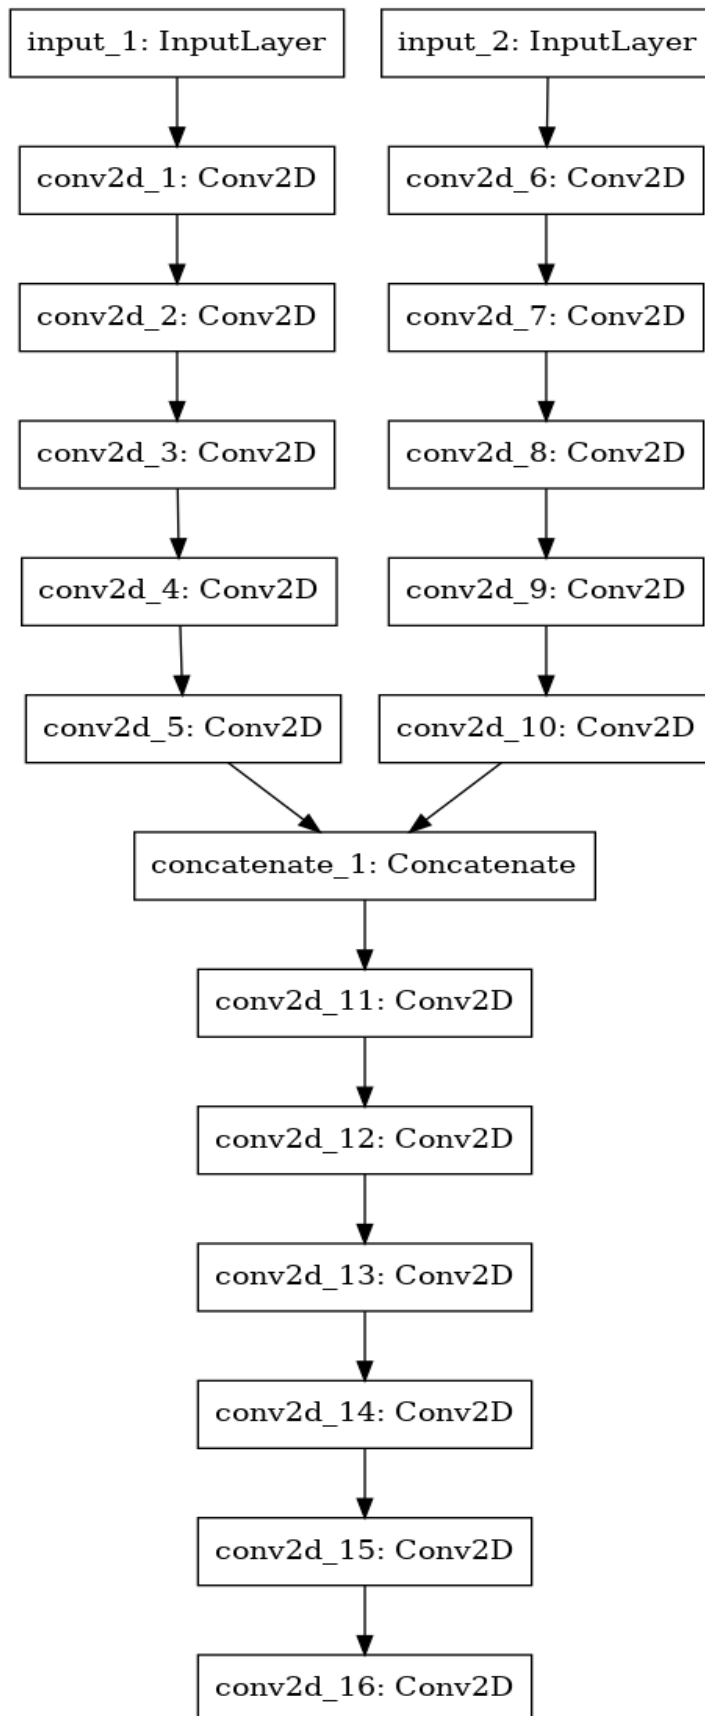 input_1: InputLayer
input_2: InputLayer
conv2d_1: Conv2D
conv2d_6: Conv2D
conv2d_2: Conv2D
conv2d_7: Conv2D
conv2d_3: Conv2D
conv2d_8: Conv2D
conv2d_4: Conv2D
conv2d_9: Conv2D
conv2d_5: Conv2D
conv2d_10: Conv2D
concatenate_1: Concatenate
conv2d_11: Conv2D
conv2d_12: Conv2D
conv2d_13: Conv2D
conv2d_14: Conv2D
conv2d_15: Conv2D
conv2d_16: Conv2D